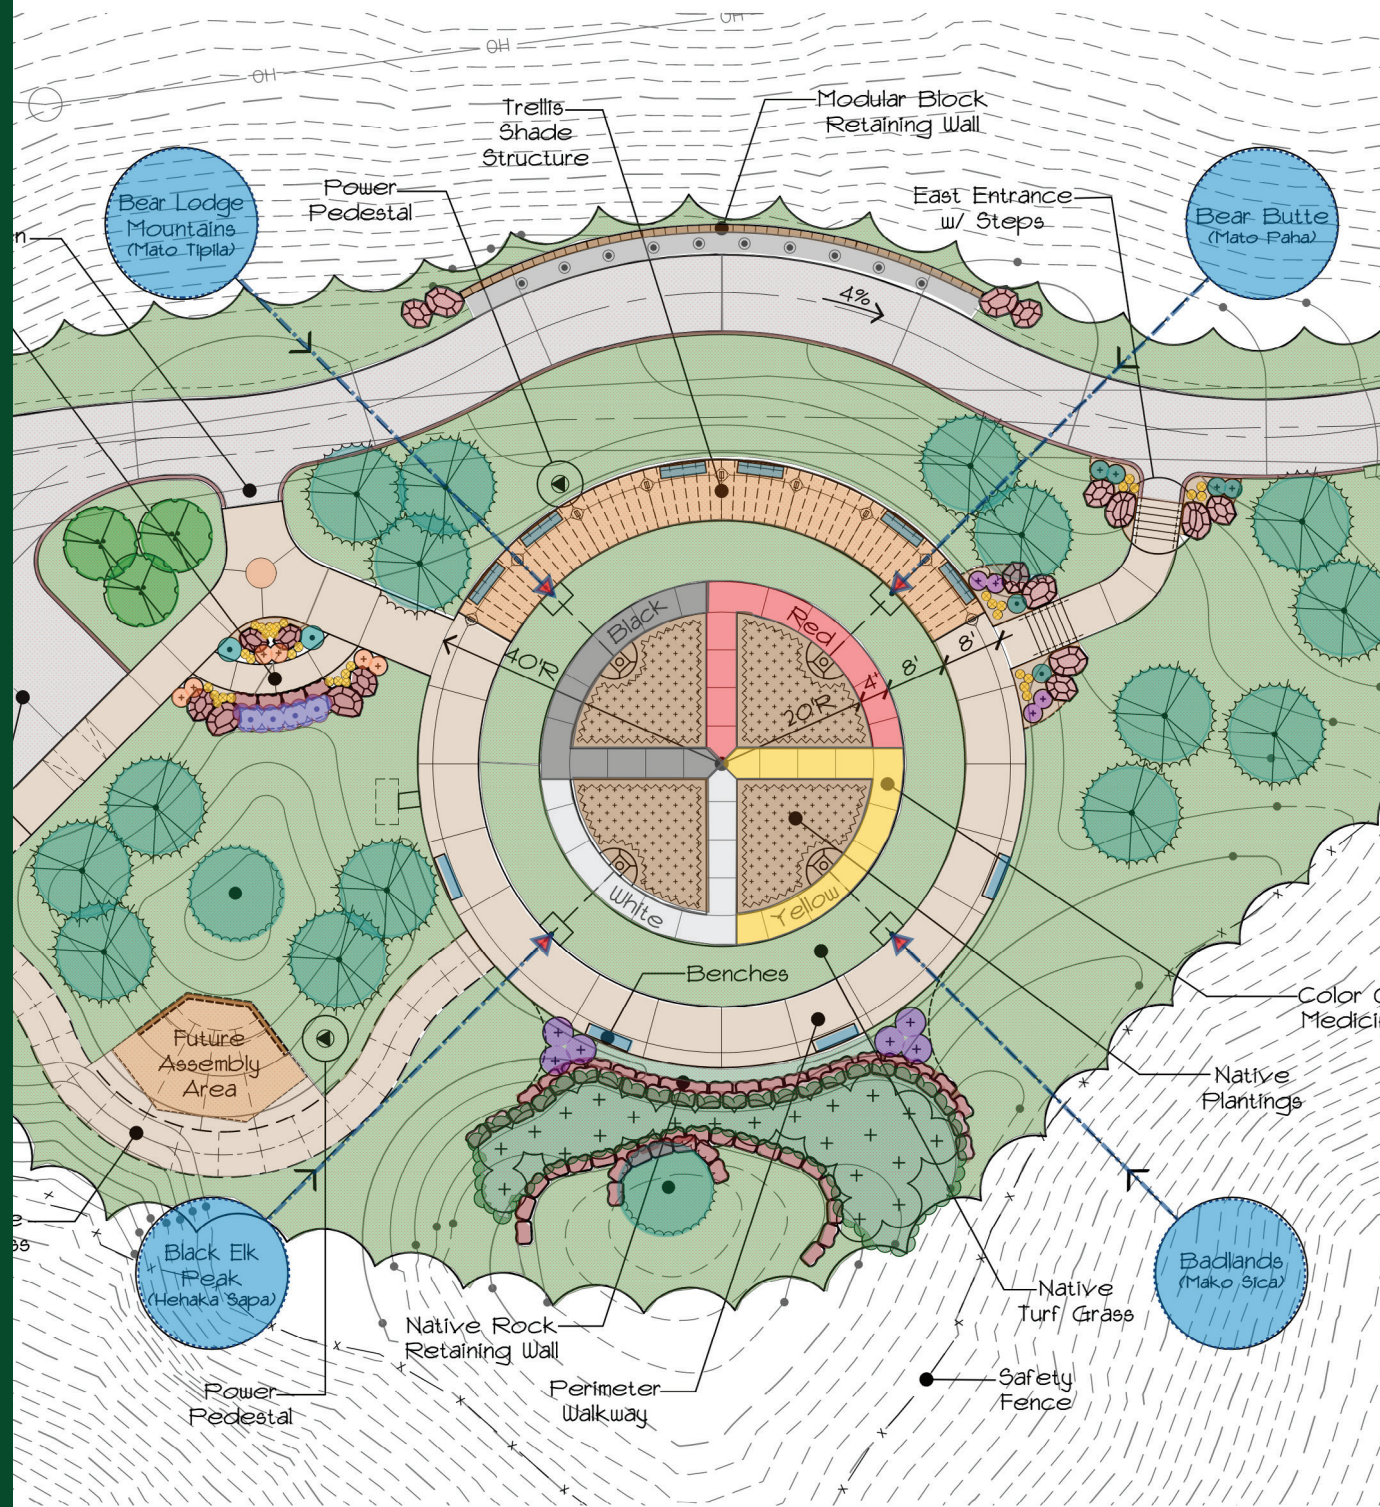 OH
OH
OH
Trellis
Shade
Structure
Modular Block
Retaining Wall
Power
Pedestal
East Entrance
w/ Steps
Bear Lodge
Mountains
(Mato Tipila)
Bear Butte
(Mato Paha)
n
4%
Black
Red
40'R
8'
8'
4'
20'R
White
Yellow
Benches
Color
Medici
Future
Assembly
Area
Native
Plantings
Black Elk
Peak
(Hehaka Sapa)
Badlands
(Mako Sica)
Native
Turf Grass
Native Rock
Retaining Wall
Perimeter
Walkway
Safety
Fence
Power
Pedestal
e
ss